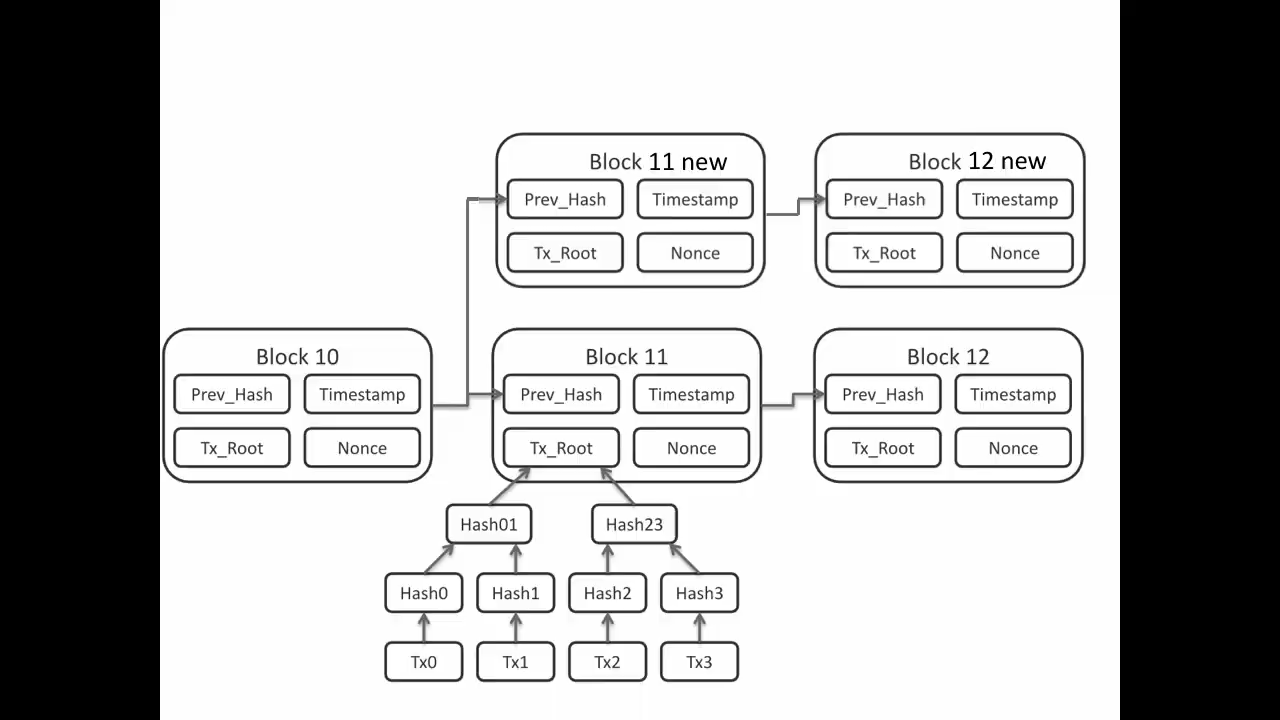 Block 11 new
Prev_Hash
Timestamp
Tx_Root
Nonce
Block 12 new
Prev_Hash
Timestamp
Tx_Root
Nonce
Block 10
Prev_Hash
Timestamp
Tx_Root
Nonce
Block 11
Prev_Hash
Timestamp
Tx_Root
Nonce
Block 12
Prev_Hash
Timestamp
Tx_Root
Nonce
Hash01
Hash23
Hash0
Hash1
Hash2
Hash3
Tx0
Tx1
Tx2
Tx3